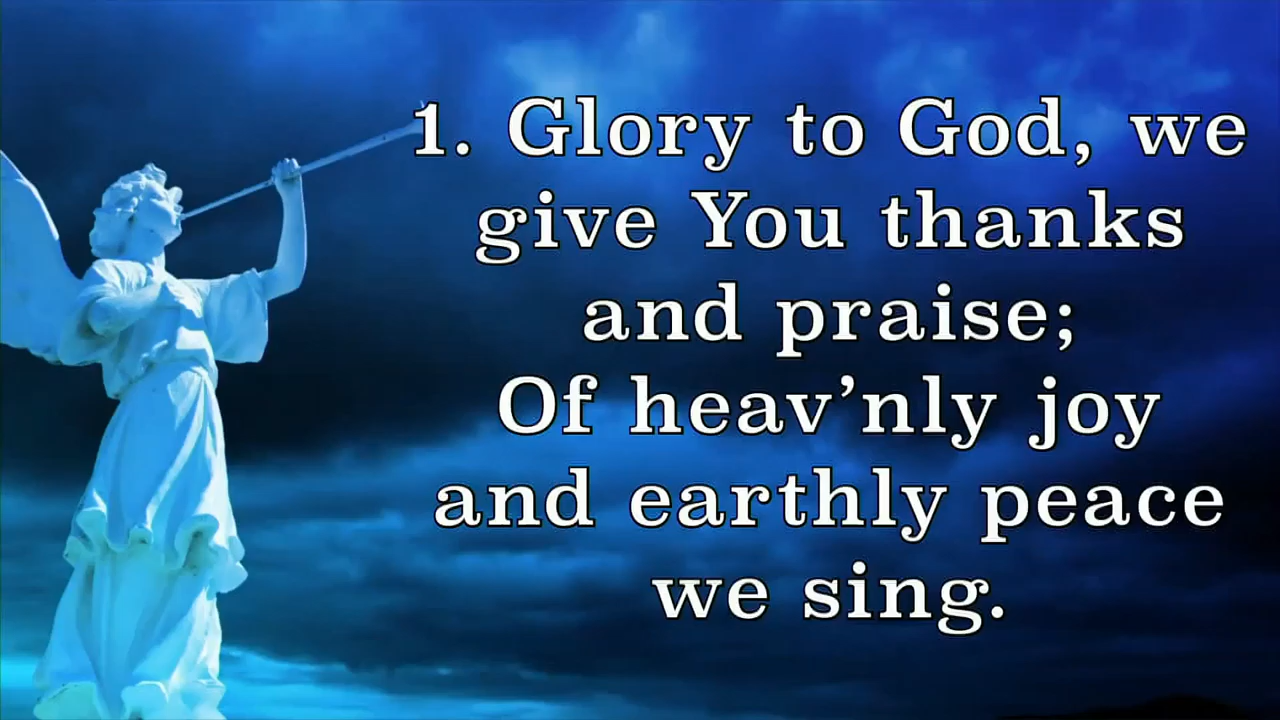 1. Glory to God, we
give You thanks
and praise;
Of heav’nly joy
and earthly peace
we sing.